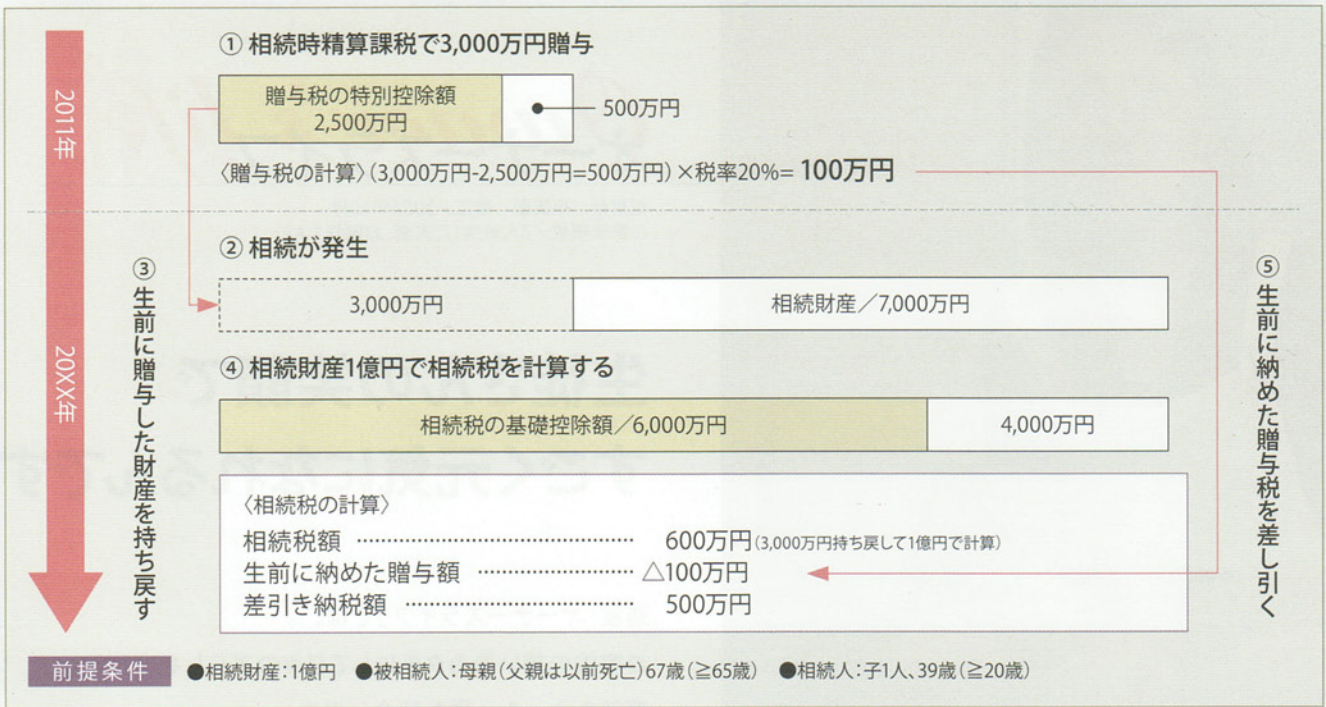 2011年
① 相続時精算課税で3,000万円贈与
贈与税の特別控除額
2,500万円
500万円
〈贈与税の計算〉(3,000万円-2,500万円=500万円)×税率20%= 100万円
20XX年
③ 生前に贈与した財産を持ち戻す
② 相続が発生
3,000万円
相続財産／7,000万円
④ 相続財産1億円で相続税を計算する
相続税の基礎控除額／6,000万円
4,000万円
〈相続税の計算〉
相続税額 ………………………………… 600万円(3,000万円持ち戻して1億円で計算)
生前に納めた贈与額 ………………… △100万円
差引き納税額 ………………………… 500万円
⑤ 生前に納めた贈与税を差し引く
前提条件 ●相続財産：1億円 ●被相続人：母親(父親は以前死亡)67歳(≧65歳) ●相続人：子1人、39歳(≧20歳)